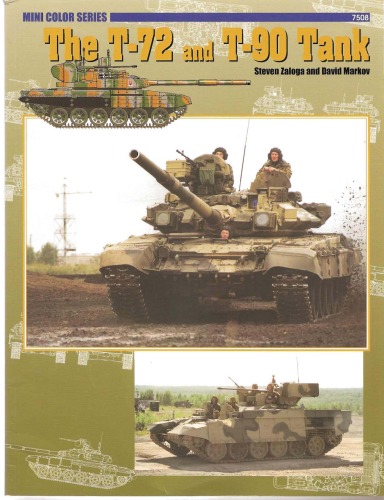 MINI COLOR SERIES
7508
The T-72 and T-90 Tank
Steven Zaloga and David Markov